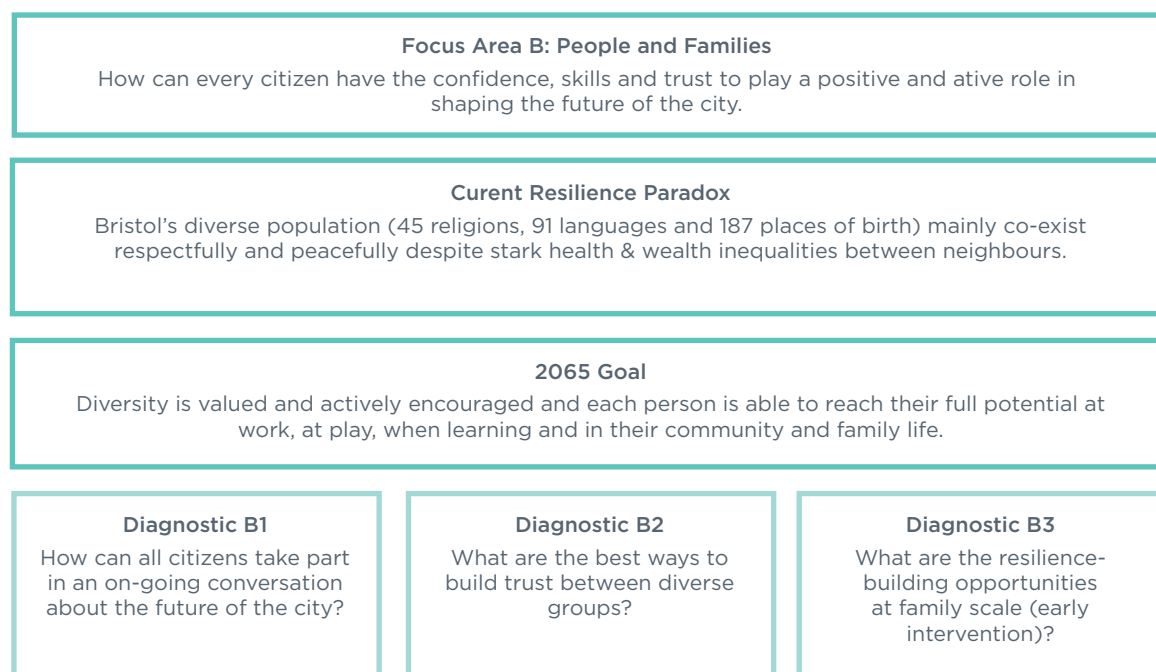 Focus Area B: People and Families
How can every citizen have the confidence, skills and trust to play a positive and ative role in
shaping the future of the city.
Curent Resilience Paradox
Bristol’s diverse population (45 religions, 91 languages and 187 places of birth) mainly co-exist
respectfully and peacefully despite stark health & wealth inequalities between neighbours.
2065 Goal
Diversity is valued and actively encouraged and each person is able to reach their full potential at
work, at play, when learning and in their community and family life.
Diagnostic B1
How can all citizens take part
in an on-going conversation
about the future of the city?
Diagnostic B2
What are the best ways to
build trust between diverse
groups?
Diagnostic B3
What are the resilience-
building opportunities
at family scale (early
intervention)?